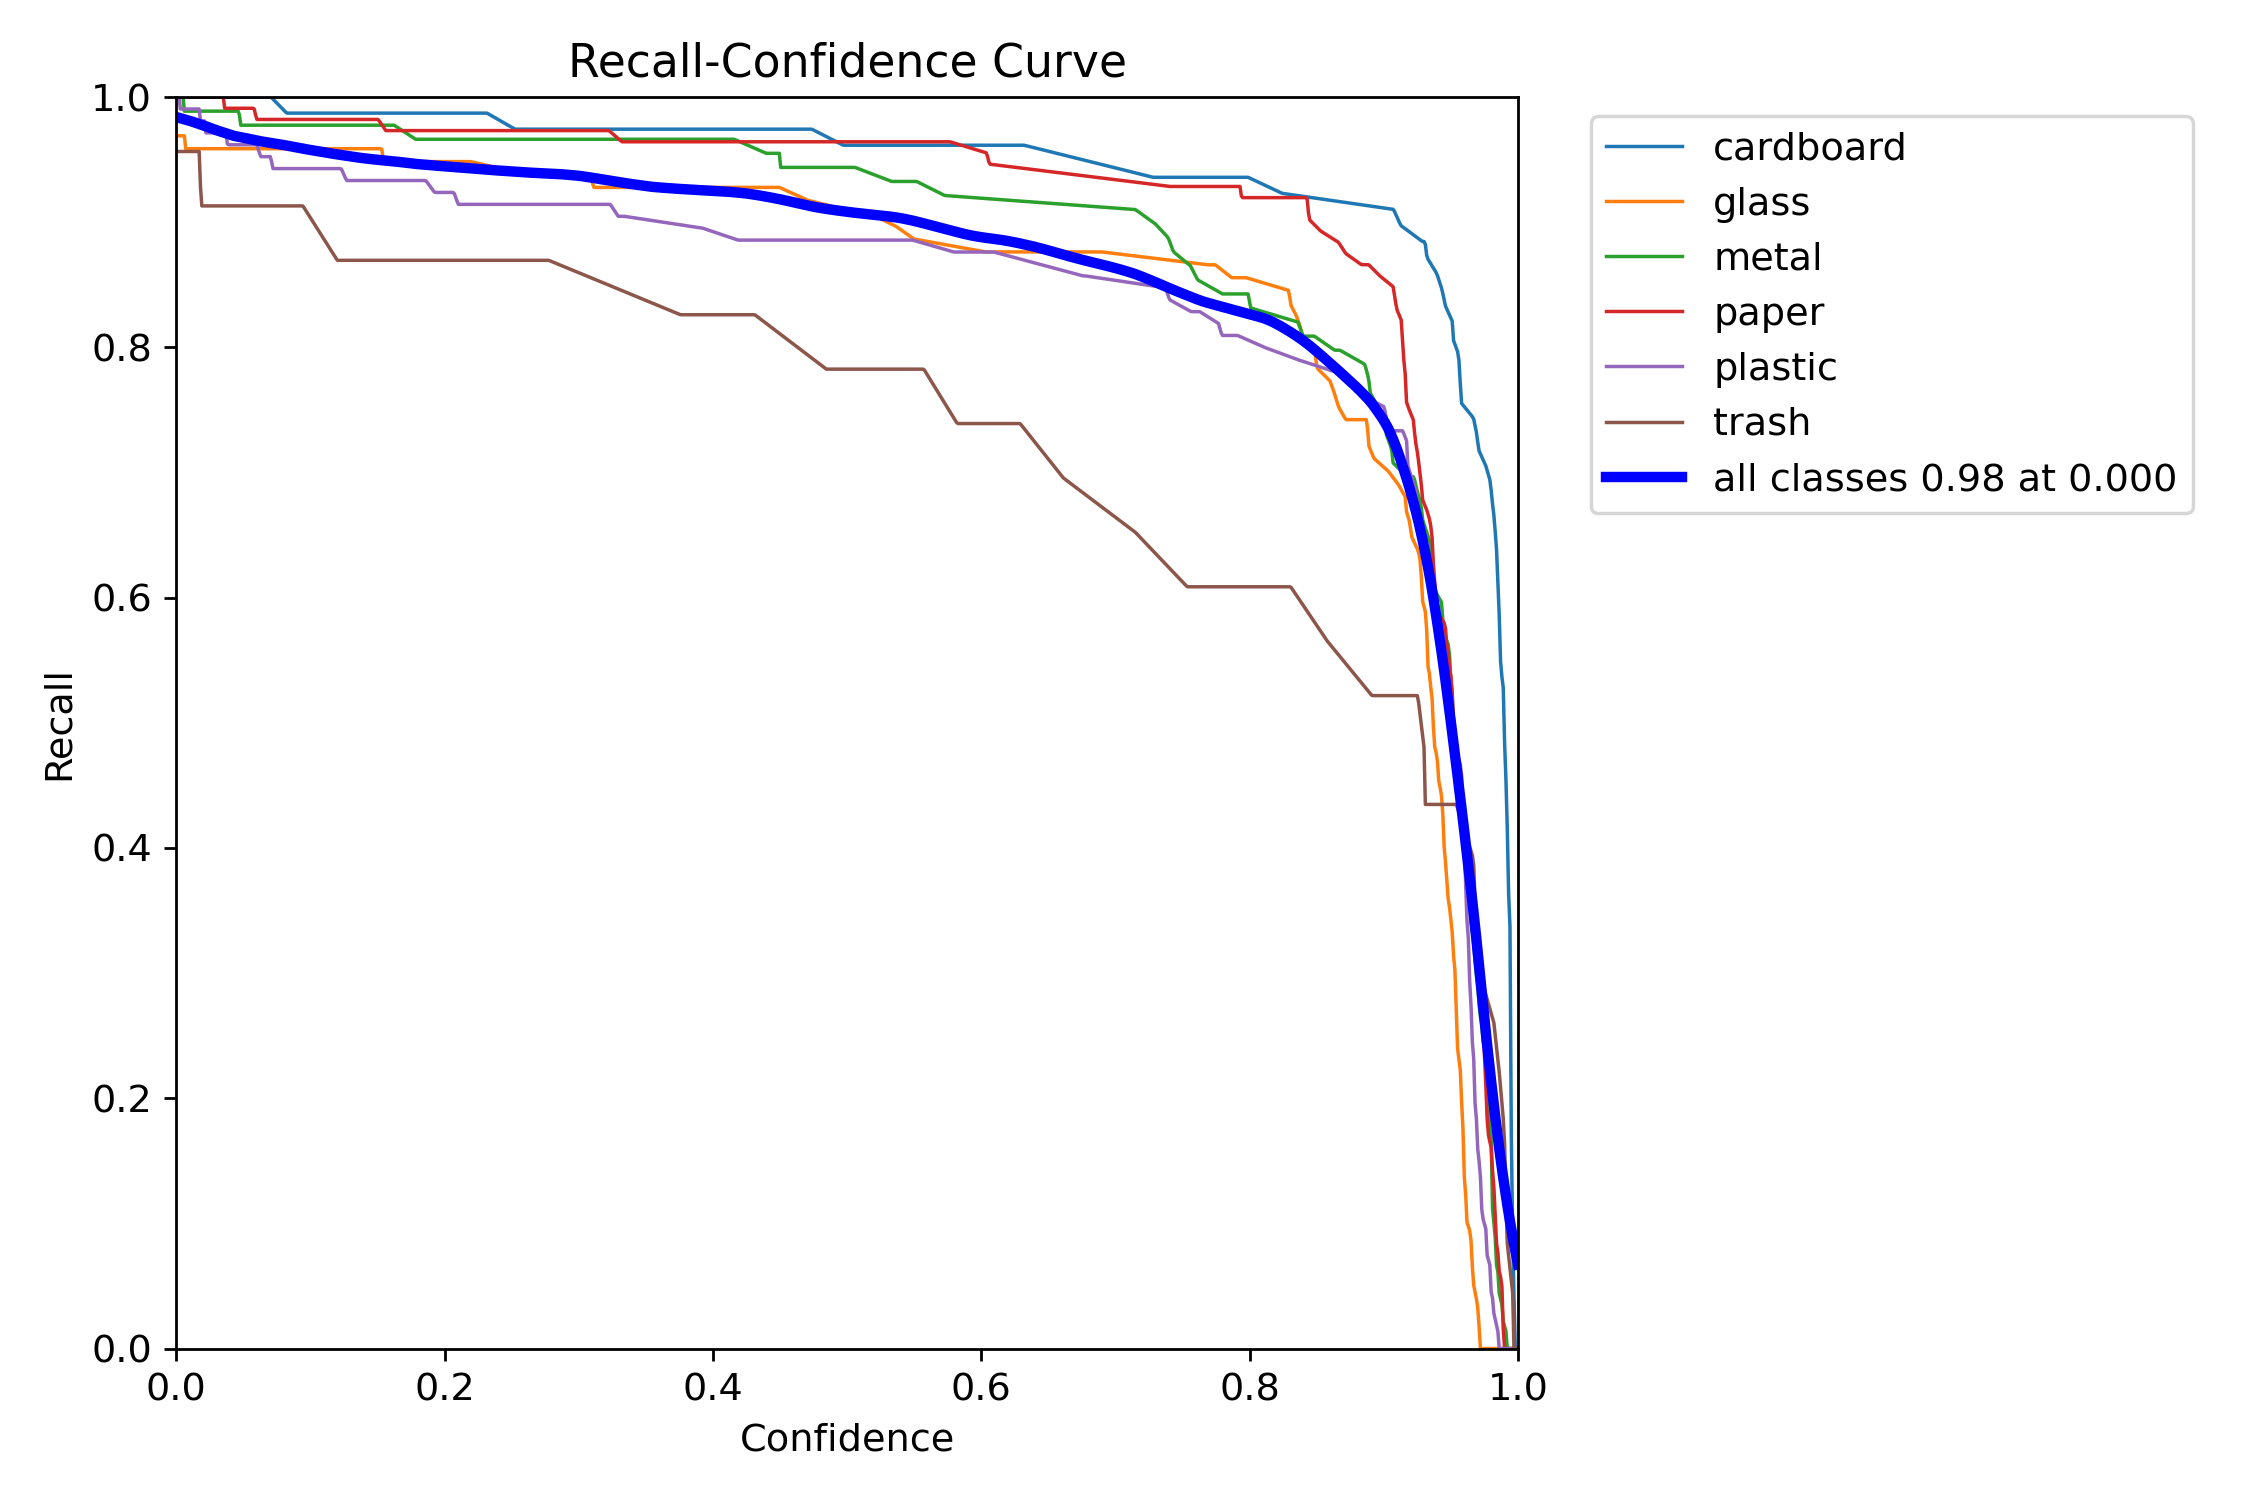 Recall-Confidence Curve
1.0
0.8
0.6
0.4
0.2
0.0
Recall
0.0 0.2 0.4 0.6 0.8 1.0
Confidence
cardboard
glass
metal
paper
plastic
trash
all classes 0.98 at 0.000